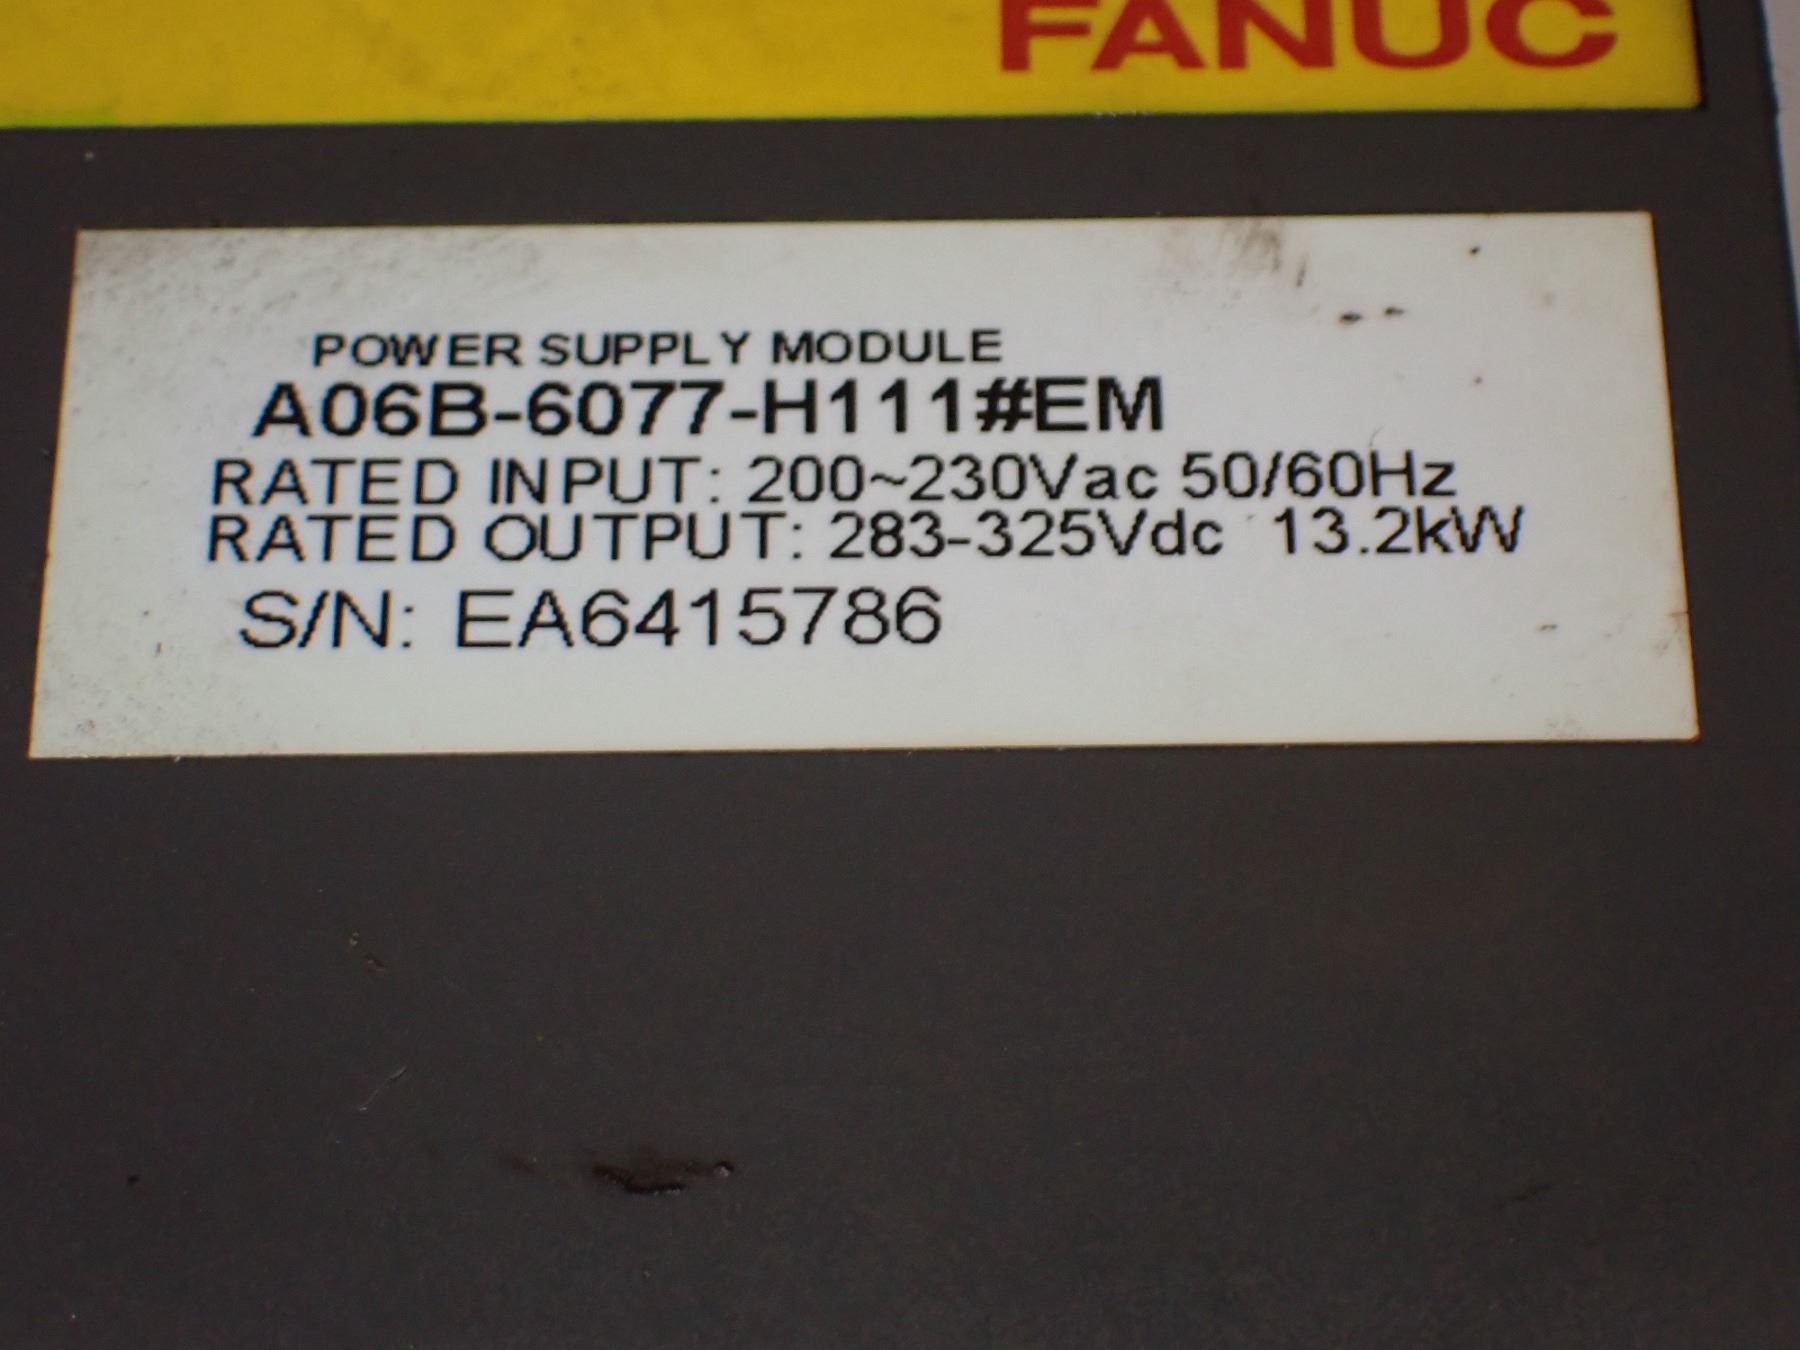 FANUC
POWER SUPPLY MODULE
A06B-6077-H111#EM
RATED INPUT: 200~230Vac 50/60Hz
RATED OUTPUT: 283-325Vdc 13.2kW
S/N: EA6415786